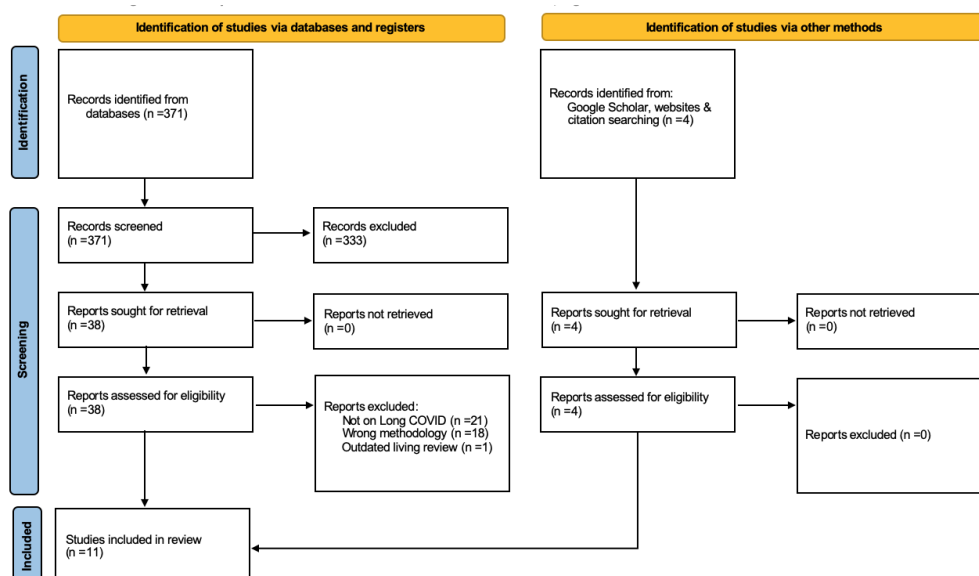 Identification of studies via databases and registers
Identification of studies via other methods
Identification
Records identified from
databases (n =371)
Records identified from:
Google Scholar, websites &
citation searching (n =4)
Screening
Records screened
(n =371)
Records excluded
(n =333)
Reports sought for retrieval
(n =38)
Reports not retrieved
(n =0)
Reports sought for retrieval
(n =4)
Reports not retrieved
(n =0)
Reports assessed for eligibility
(n =38)
Reports excluded:
Not on Long COVID (n =21)
Wrong methodology (n =18)
Outdated living review (n =1)
Reports assessed for eligibility
(n =4)
Reports excluded (n =0)
Included
Studies included in review
(n =11)